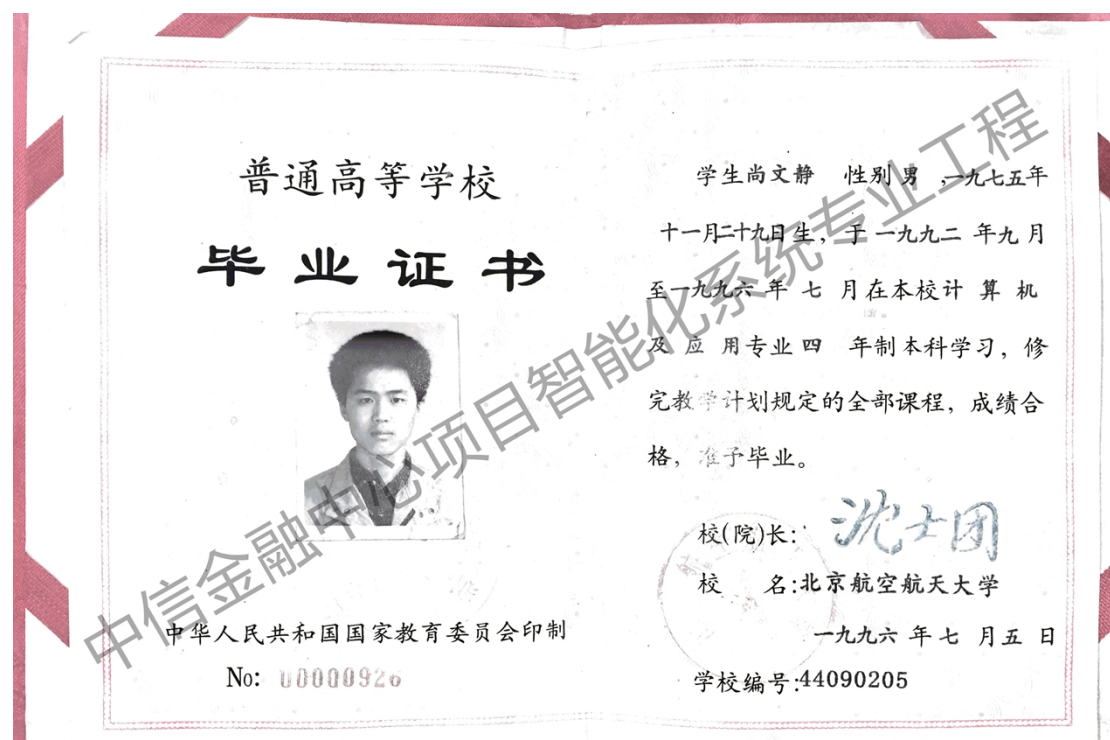 普通高等学校
毕业证书
中华人民共和国国家教育委员会印制
No: 00000926
学生尚文静 性别男,一九七五年
十一月二十九日生,于一九九二年九月
至一九九六年七月在本校计算机
及应用专业四年制本科学习,修
完教学计划规定的全部课程,成绩合
格,准予毕业。
校(院)长:沈士团
校 名:北京航空航天大学
一九九六年七月五日
学校编号:44090205
中信金融中心项目智能化系统专业工程